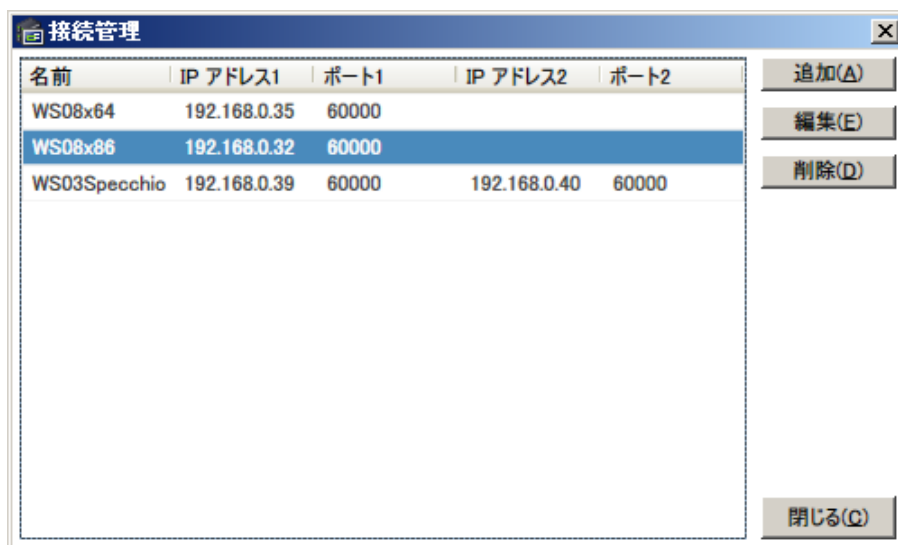 接続管理
名前 IP アドレス1 ポート1 IP アドレス2 ポート2
WS08x64 192.168.0.35 60000
WS08x86 192.168.0.32 60000
WS03Specchio 192.168.0.39 60000 192.168.0.40 60000
追加(A)
編集(E)
削除(D)
閉じる(C)